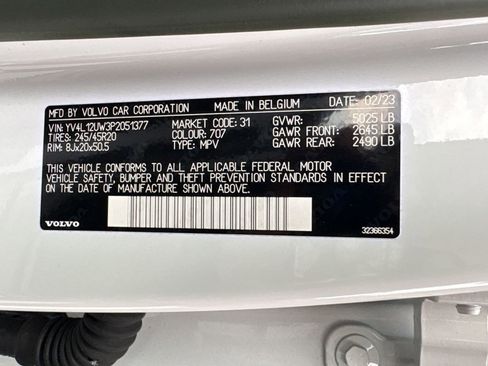 MFD BY VOLVO CAR CORPORATION MADE IN BELGIUM DATE 02/23
VIN: YV4L12UW3P2051377 MARKET CODE: 31 GVWR: 5025 LB
TIRES: 245/45R20 COLOUR: 707 GAWR FRONT: 2645 LB
RIM: 8Jx20x50.5 TYPE: MPV GAWR REAR: 2490 LB
THIS VEHICLE CONFORMS TO ALL APPLICABLE FEDERAL MOTOR
VEHICLE SAFETY, BUMPER, AND THEFT PREVENTION STANDARDS IN EFFECT
ON THE DATE OF MANUFACTURE SHOWN ABOVE.
VOLVO 32366354